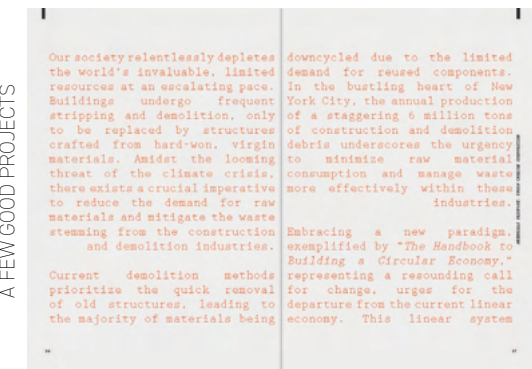 A FEW GOOD PROJECTS
Our society relentlessly depletes
the world's invaluable, limited
resources at an escalating pace.
Buildings undergo frequent
stripping and demolition, only
to be replaced by structures
crafted from hard-won, virgin
materials. Amidst the looming
threat of the climate crisis,
there exists a crucial imperative
to reduce the demand for raw
materials and mitigate the waste
stemming from the construction
and demolition industries.
Current demolition methods
prioritize the quick removal
of old structures, leading to
the majority of materials being
downcycled due to the limited
demand for reused components.
In the bustling heart of New
York City, the annual production
of a staggering 6 million tons
of construction and demolition
debris underscores the urgency
to minimize raw material
consumption and manage waste
more effectively within these
industries.
Embracing a new paradigm,
exemplified by "The Handbook to
Building a Circular Economy,"
representing a resounding call
for change, urges for the
departure from the current linear
economy. This linear system